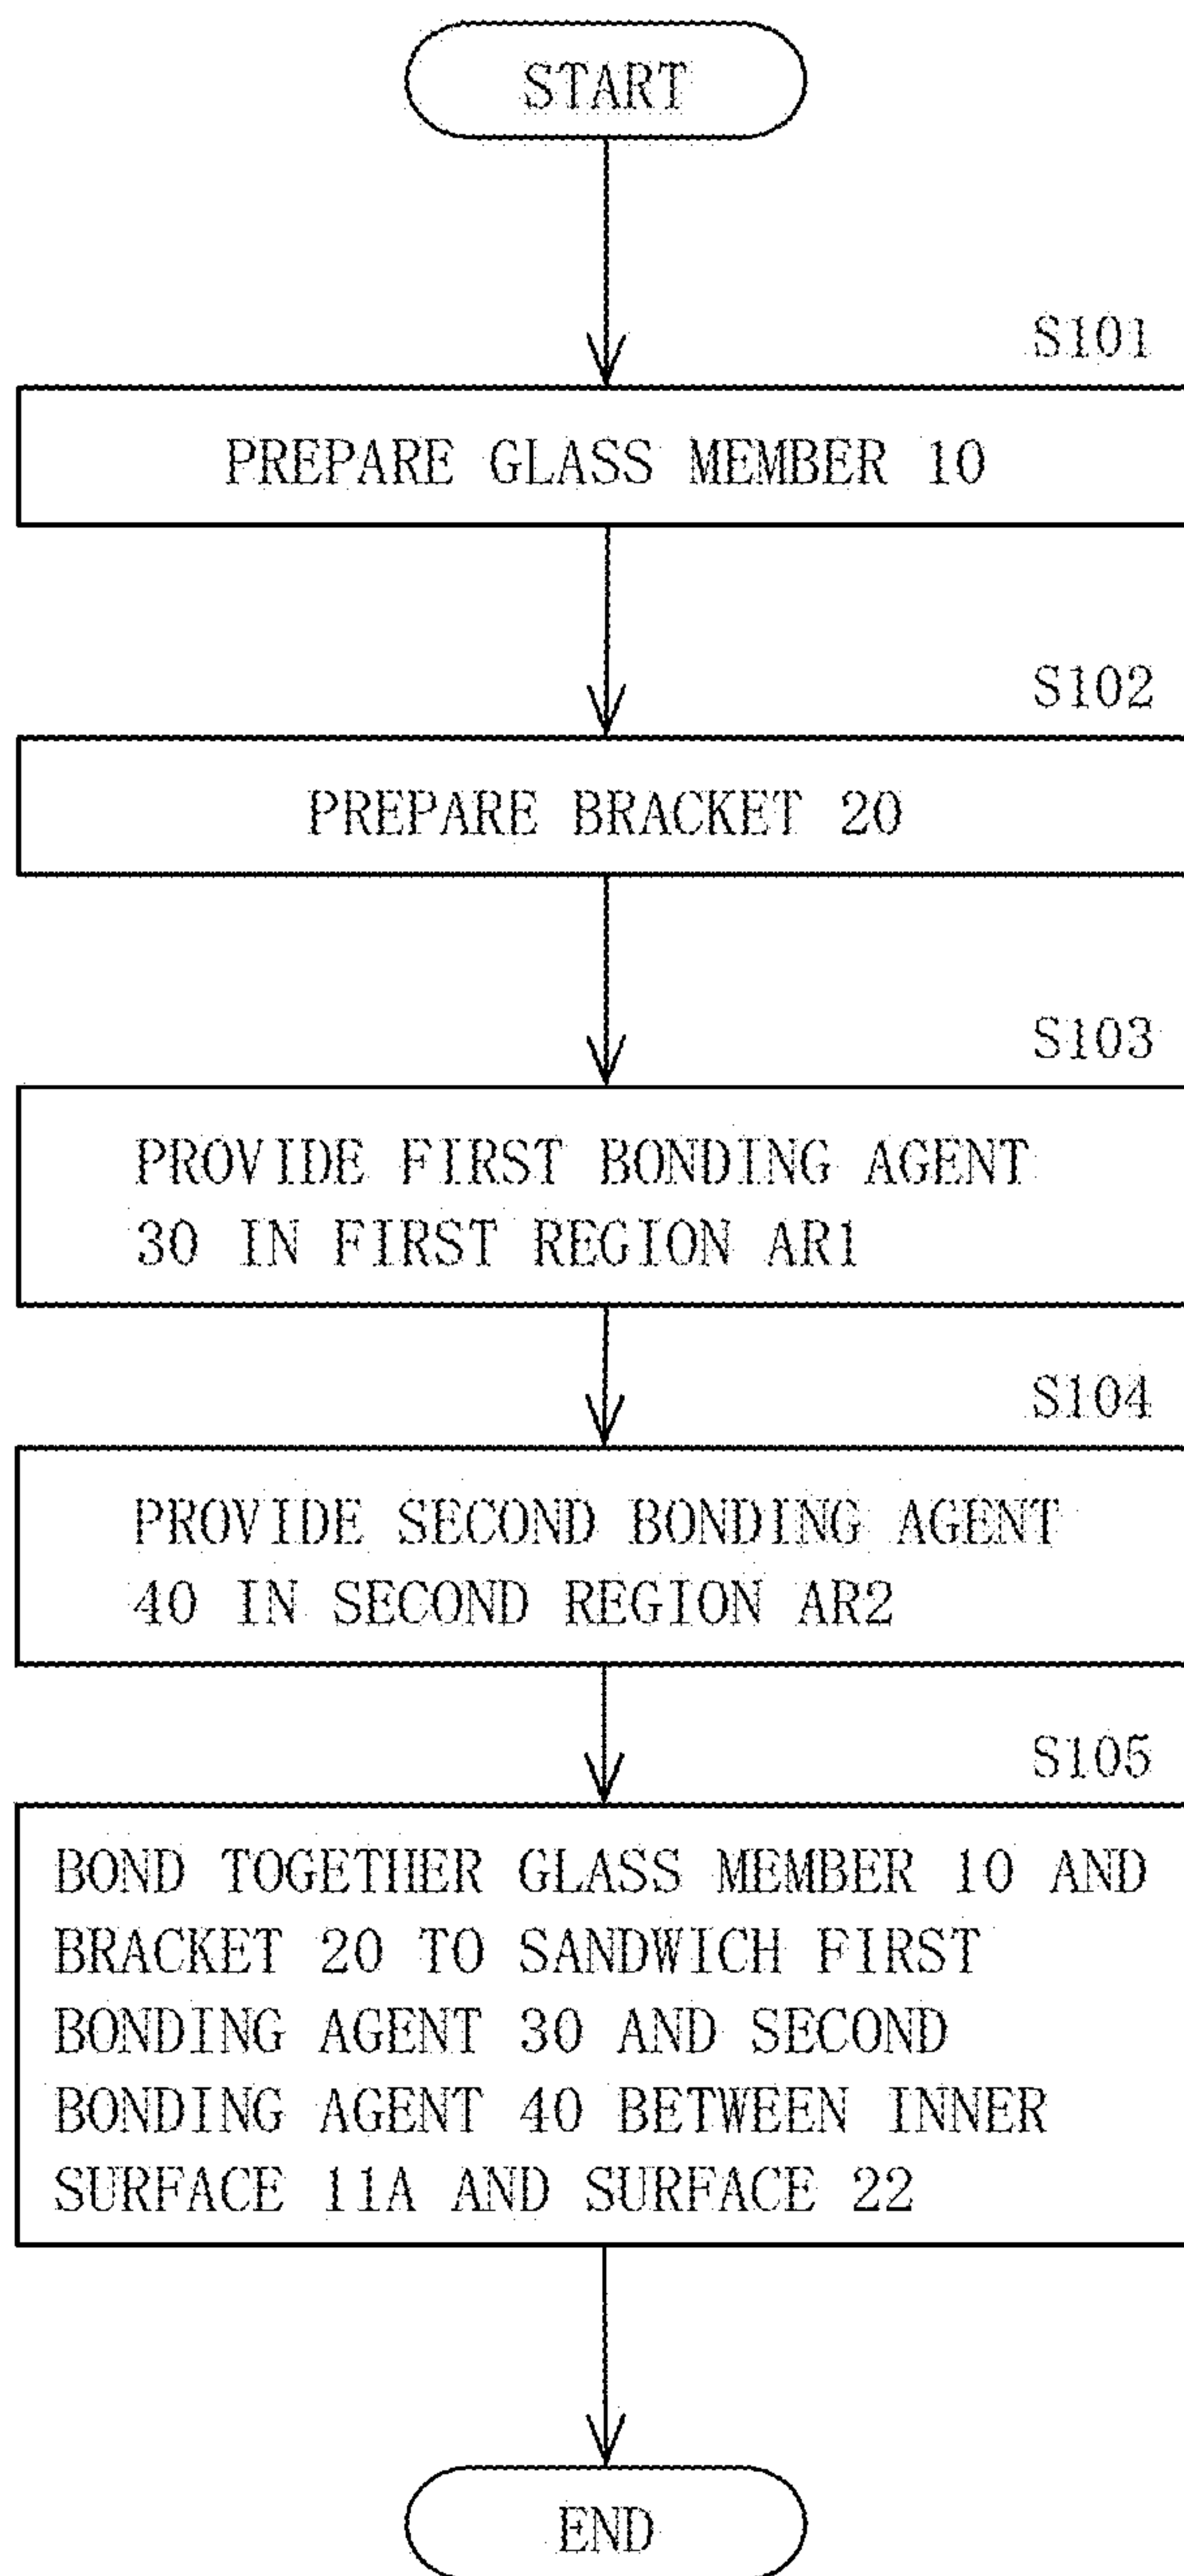 START
S101
PREPARE GLASS MEMBER 10
S102
PREPARE BRACKET 20
S103
PROVIDE FIRST BONDING AGENT
30 IN FIRST REGION AR1
S104
PROVIDE SECOND BONDING AGENT
40 IN SECOND REGION AR2
S105
BOND TOGETHER GLASS MEMBER 10 AND
BRACKET 20 TO SANDWICH FIRST
BONDING AGENT 30 AND SECOND
BONDING AGENT 40 BETWEEN INNER
SURFACE 11A AND SURFACE 22
END